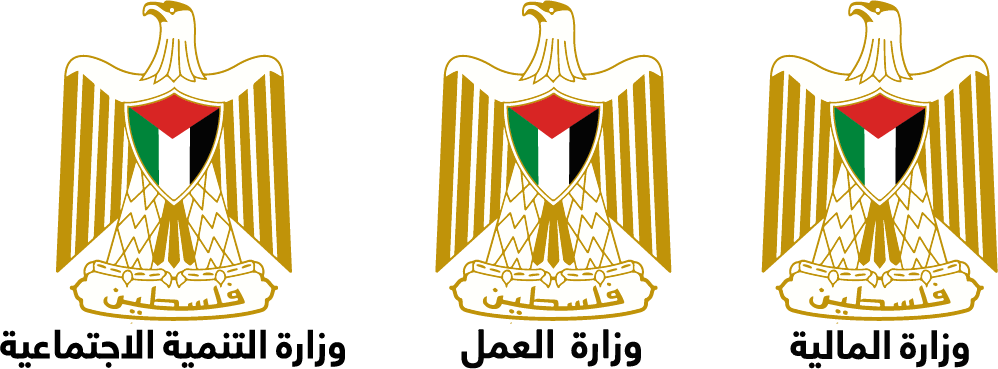 فلسطين
وزارة المالية
فلسطين
وزارة العمل
فلسطين
وزارة التنمية الاجتماعية